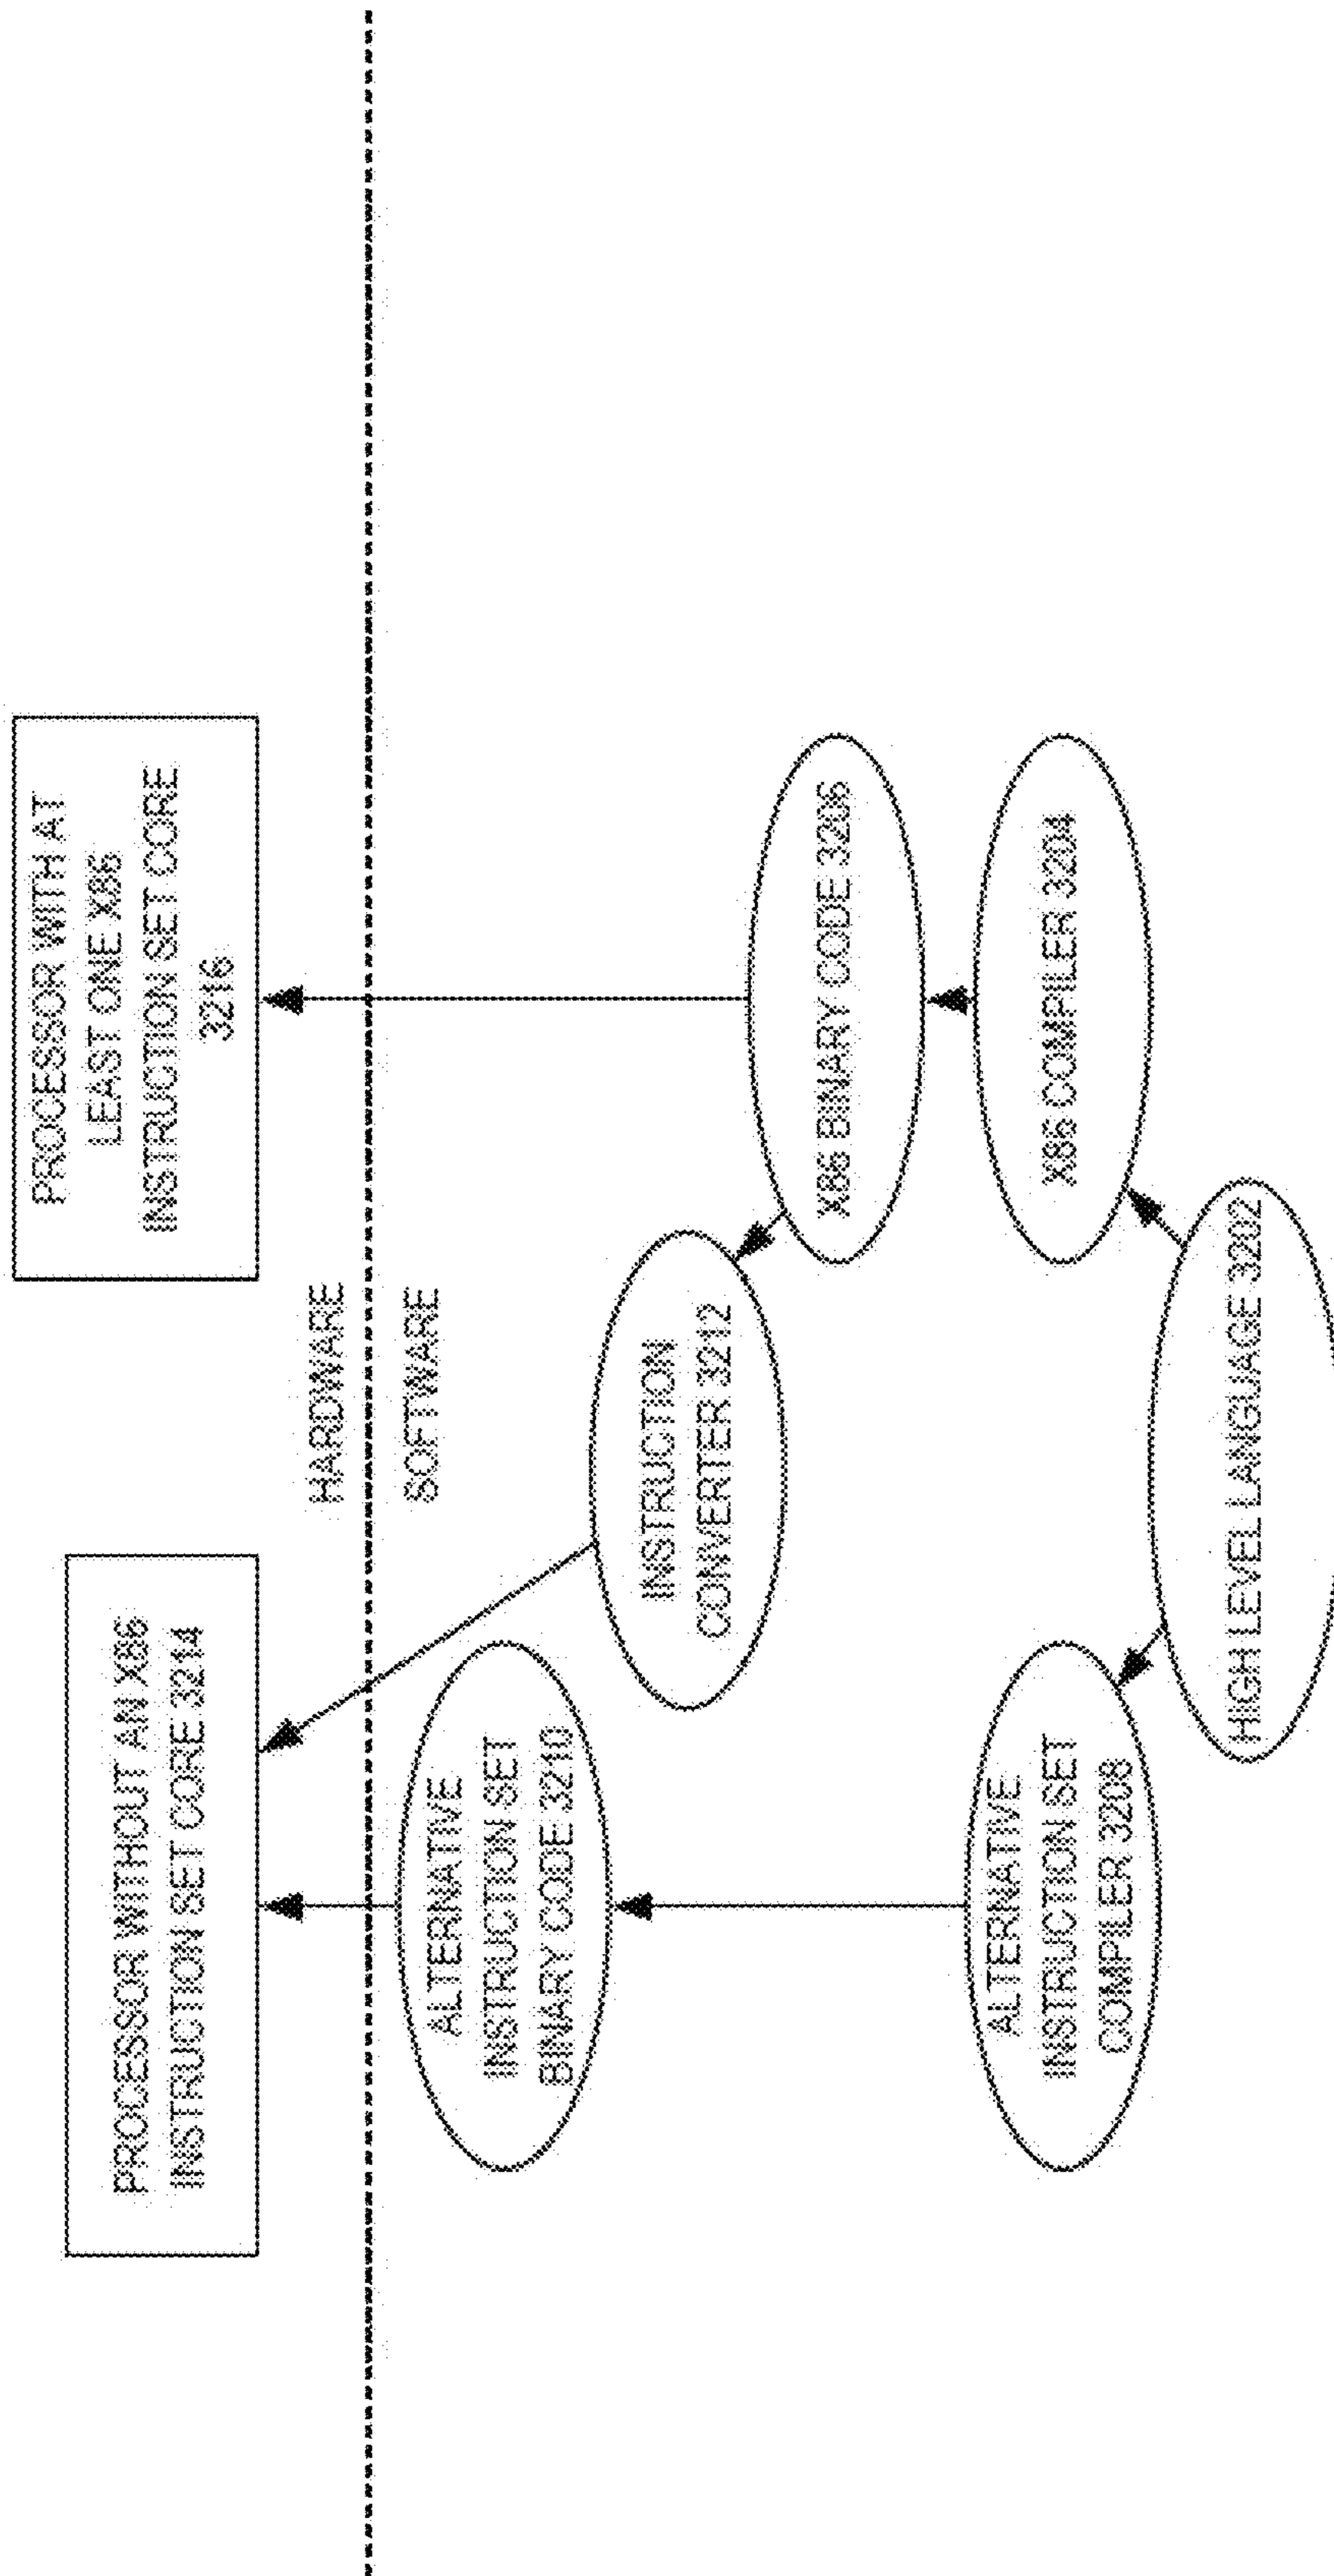 PROCESSOR WITHOUT AN X86
INSTRUCTION SET CORE 3214
PROCESSOR WITH AT
LEAST ONE X86
INSTRUCTION SET CORE
3216
HARDWARE
SOFTWARE
ALTERNATIVE
INSTRUCTION SET
BINARY CODE 3210
INSTRUCTION
CONVERTER 3212
X86 BINARY CODE 3206
ALTERNATIVE
INSTRUCTION SET
COMPILER 3208
X86 COMPILER 3204
HIGH LEVEL LANGUAGE 3202